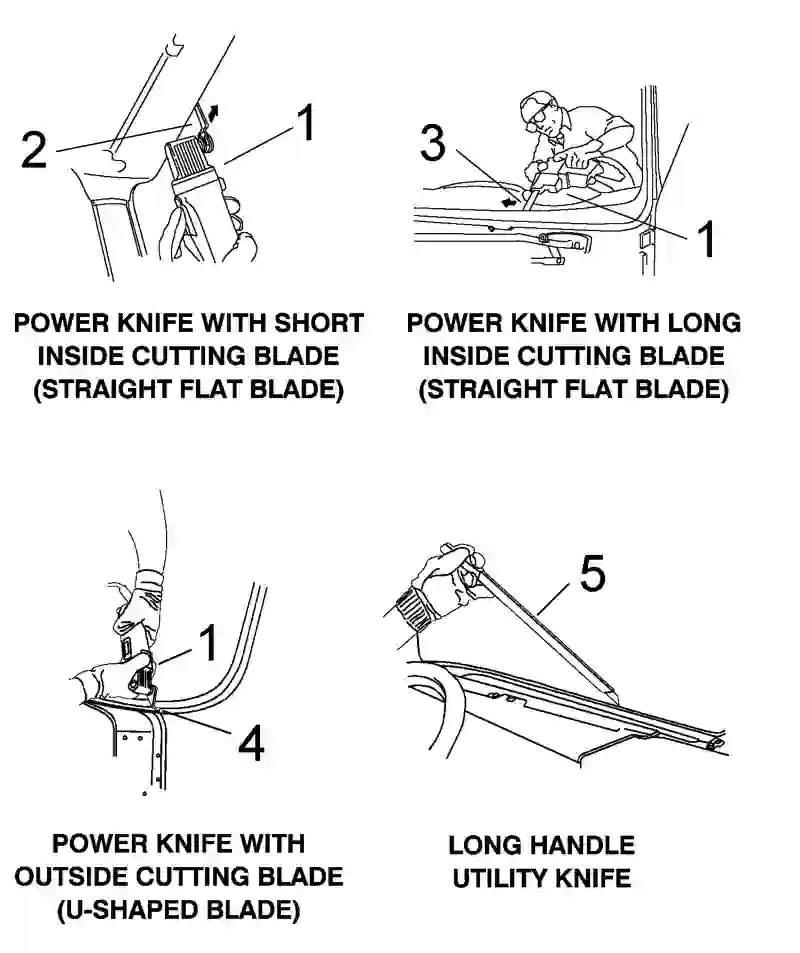 2
1
3
1
POWER KNIFE WITH SHORT
INSIDE CUTTING BLADE
(STRAIGHT FLAT BLADE)
POWER KNIFE WITH LONG
INSIDE CUTTING BLADE
(STRAIGHT FLAT BLADE)
1
4
5
POWER KNIFE WITH
OUTSIDE CUTTING BLADE
(U-SHAPED BLADE)
LONG HANDLE
UTILITY KNIFE